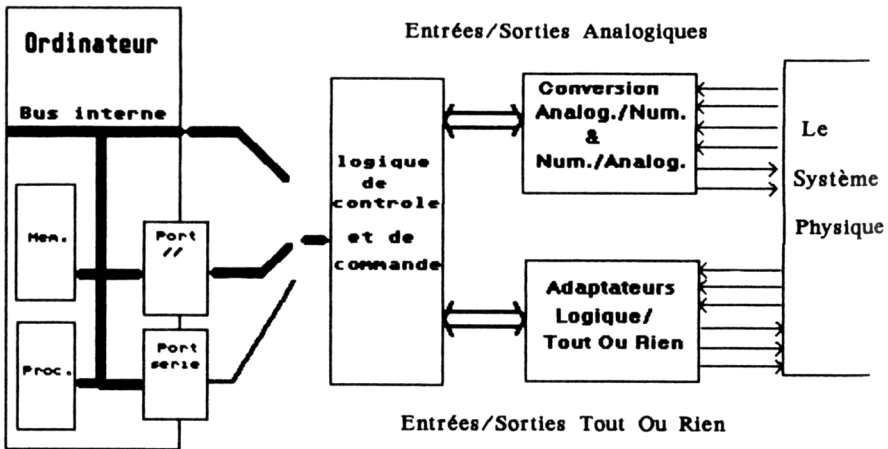 Ordinateur
Bus interne
Mem.
Port
//
Proc.
Port
serie
logique
de
controle
et de
commande
Entrées/Sorties Analogiques
Conversion
Analog./Num.
&
Num./Analog.
Adaptateurs
Logique/
Tout Ou Rien
Entrées/Sorties Tout Ou Rien
Le
Système
Physique